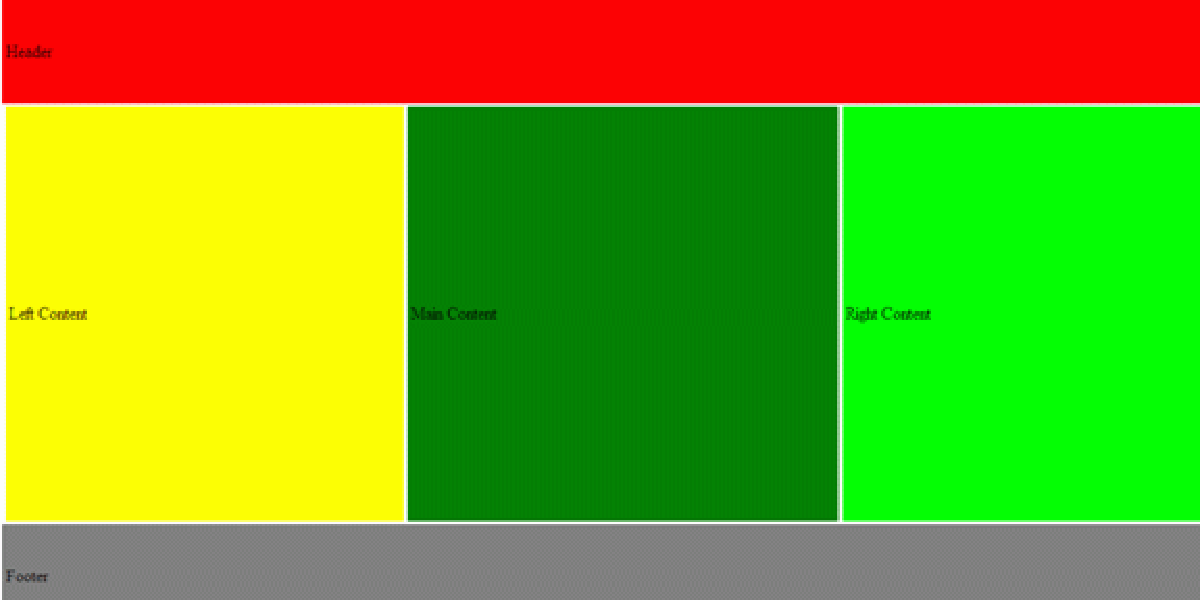 Header
Left Content
Main Content
Right Content
Footer